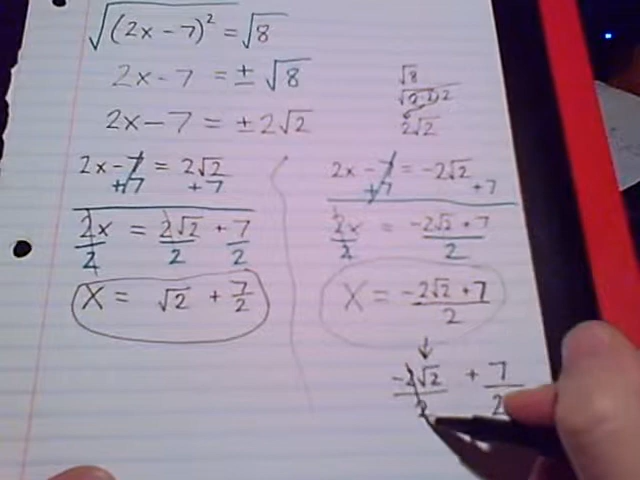 √(2x − 7)² = √8
2x − 7 = ± √8
2x − 7 = ± 2√2
√8
√(2·2)·2
2√2
2x − 7 = 2√2
+7 +7
2x = 2√2 + 7
2 2 2
X = √2 + 7/2
2x − 7 = −2√2
+7 +7
2x = −2√2 + 7
2 2
X = −2√2 + 7
2
↓
−2√2 + 7
2 2